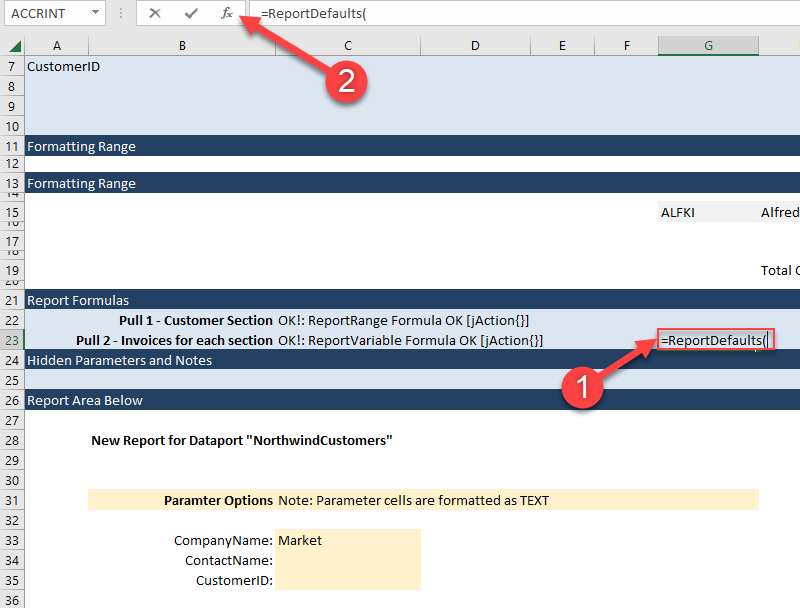 ACCRINT fx =ReportDefaults(
2
A B C D E F G
7 CustomerID
8
9
10
11 Formatting Range
12
13 Formatting Range
14
15 ALFKI Alfred
16
17
18
19 Total
20
21 Report Formulas
22 Pull 1 - Customer Section OK!: ReportRange Formula OK [jAction{}]
23 Pull 2 - Invoices for each section OK!: ReportVariable Formula OK [jAction{}] =ReportDefaults(
24 Hidden Parameters and Notes
1
25
26 Report Area Below
27
28 New Report for Dataport "NorthwindCustomers"
29
30
31 Paramter Options Note: Parameter cells are formatted as TEXT
32
33 CompanyName: Market
34 ContactName:
35 CustomerID:
36